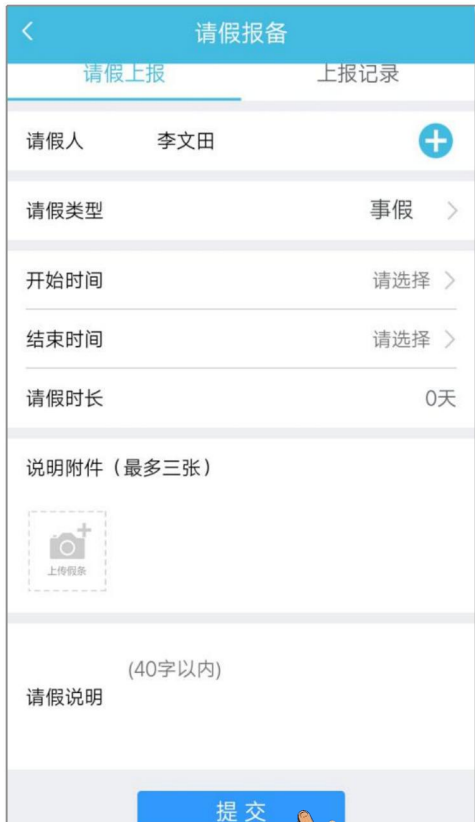 请假报备
请假上报 上报记录
请假人 李文田
请假类型 事假
开始时间 请选择
结束时间 请选择
请假时长 0天
说明附件（最多三张）
上传假条
(40字以内)
请假说明
提交